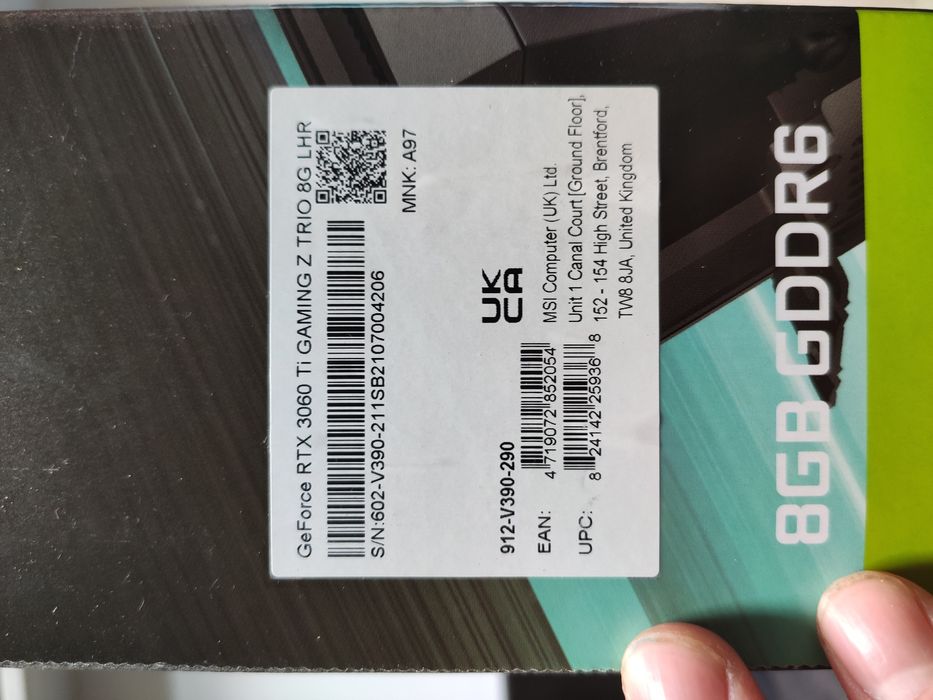 GeForce RTX 3060 Ti GAMING Z TRIO 8G LHR
S/N:602-V390-211SB2107004206
MNK: A97
912-V390-290
EAN: 4 719072 852054
UPC: 8 24142 25936 8
UK
CA
MSI Computer (UK) Ltd.
Unit 1 Canal Court [Ground Floor],
152 - 154 High Street, Brentford,
TW8 8JA, United Kingdom
8GB GDDR6